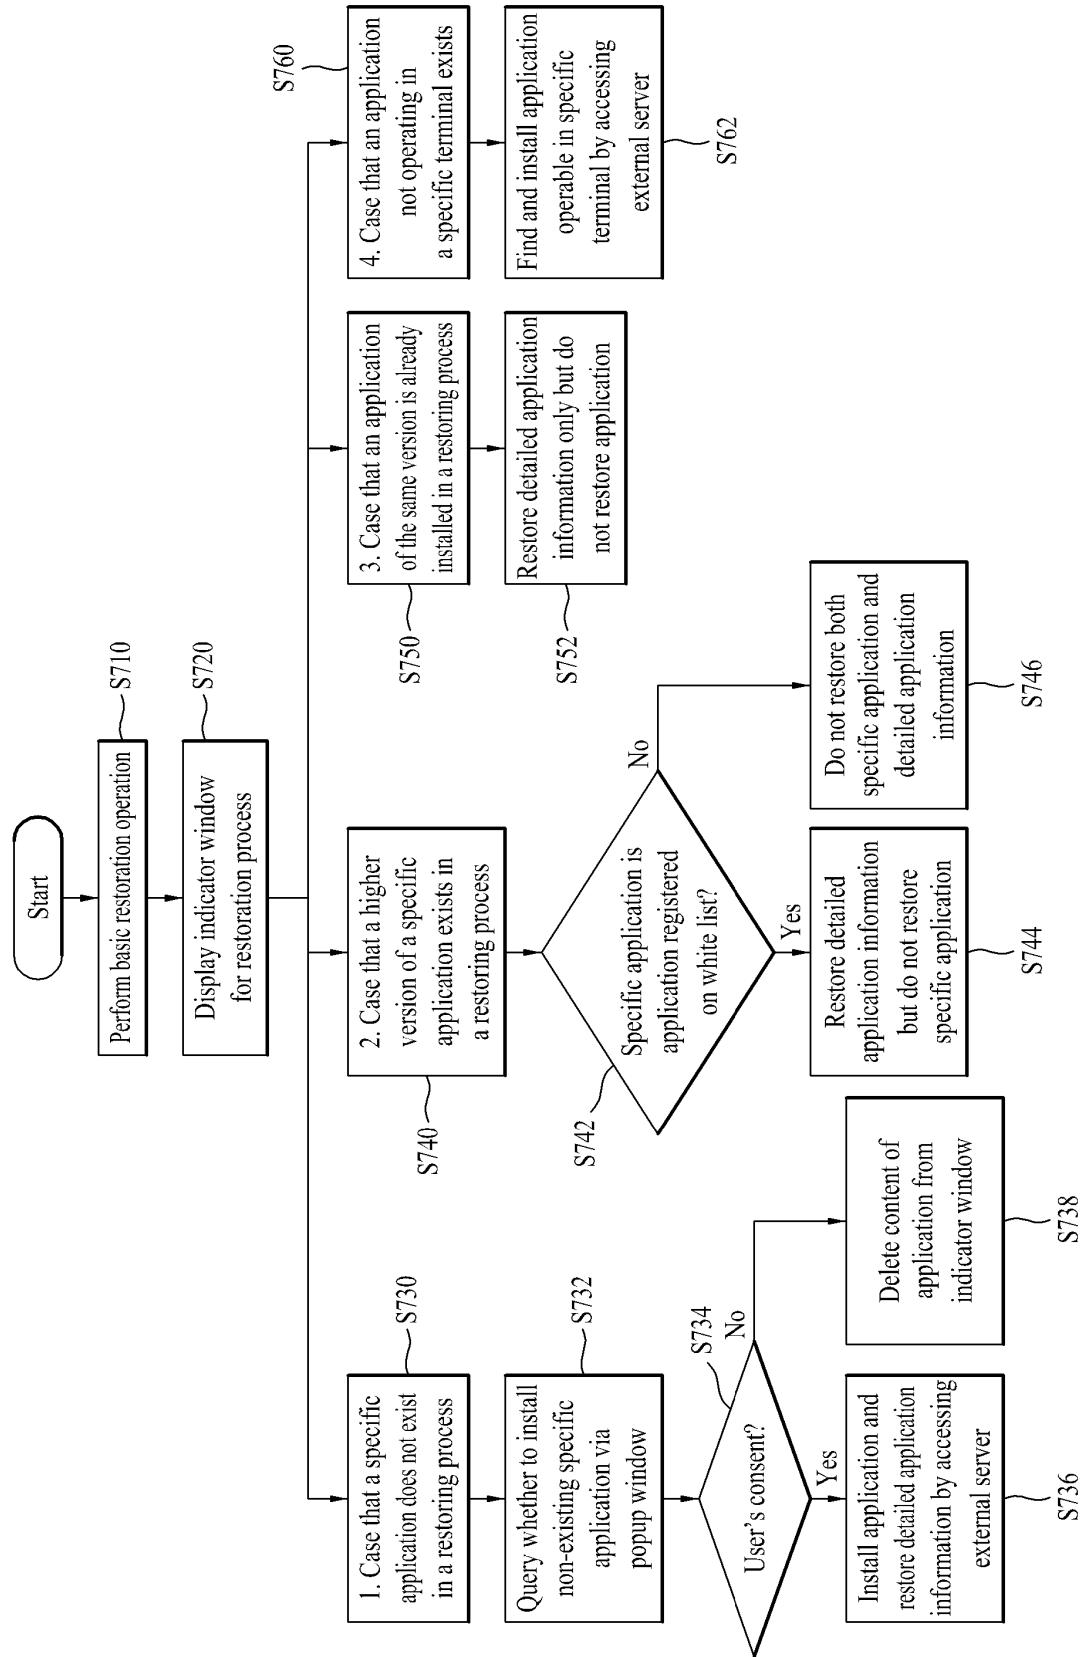 Start
Perform basic restoration operation
S710
Display indicator window
for restoration process
S720
1. Case that a specific
application does not exist
in a restoring process
S730
Query whether to install
non-existing specific
application via
popup window
S732
User's consent?
S734
No
Yes
Install application and
restore detailed application
information by accessing
external server
S736
Delete content of
application from
indicator window
S738
2. Case that a higher
version of a specific
application exists in
a restoring process
S740
Specific application is
application registered
on white list?
S742
No
Yes
Restore detailed
application information
but do not restore
specific application
S744
Do not restore both
specific application and
detailed application
information
S746
3. Case that an application
of the same version is already
installed in a restoring process
S750
Restore detailed application
information only but do
not restore application
S752
4. Case that an application
not operating in
a specific terminal exists
S760
Find and install application
operable in specific
terminal by accessing
external server
S762